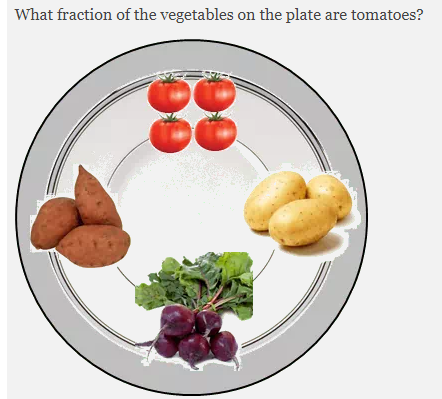 What fraction of the vegetables on the plate are tomatoes?